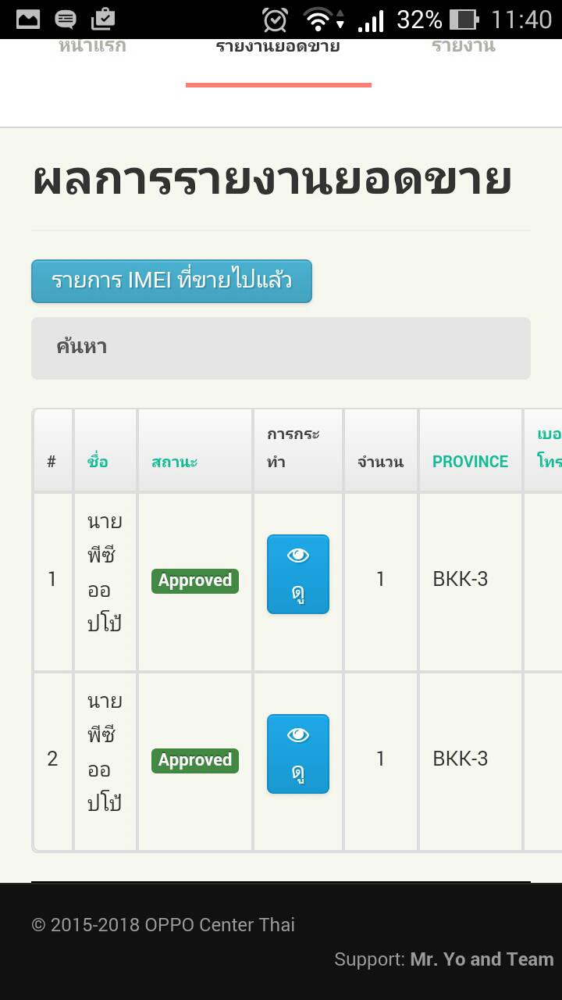 32% 11:40
หน้าแรก รายงานยอดขาย รายงาน
ผลการรายงานยอดขาย
รายการ IMEI ที่ขายไปแล้ว
ค้นหา
# ชื่อ สถานะ การกระทำ จำนวน PROVINCE
1 นาย พีซี ออปโป้ Approved ดู 1 BKK-3
2 นาย พีซี ออปโป้ Approved ดู 1 BKK-3
© 2015-2018 OPPO Center Thai
Support: Mr. Yo and Team